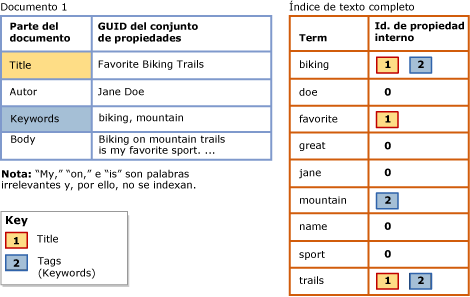 Documento 1
Parte del documento GUID del conjunto de propiedades
Title Favorite Biking Trails
Autor Jane Doe
Keywords biking, mountain
Body Biking on mountain trails
is my favorite sport. ...
Nota: “My,” “on,” e “is” son palabras
irrelevantes y, por ello, no se indexan.
Key
1 Title
2 Tags
(Keywords)
Índice de texto completo
Term Id. de propiedad interno
biking 1 2
doe 0
favorite 1
great 0
jane 0
mountain 2
name 0
sport 0
trails 1 2